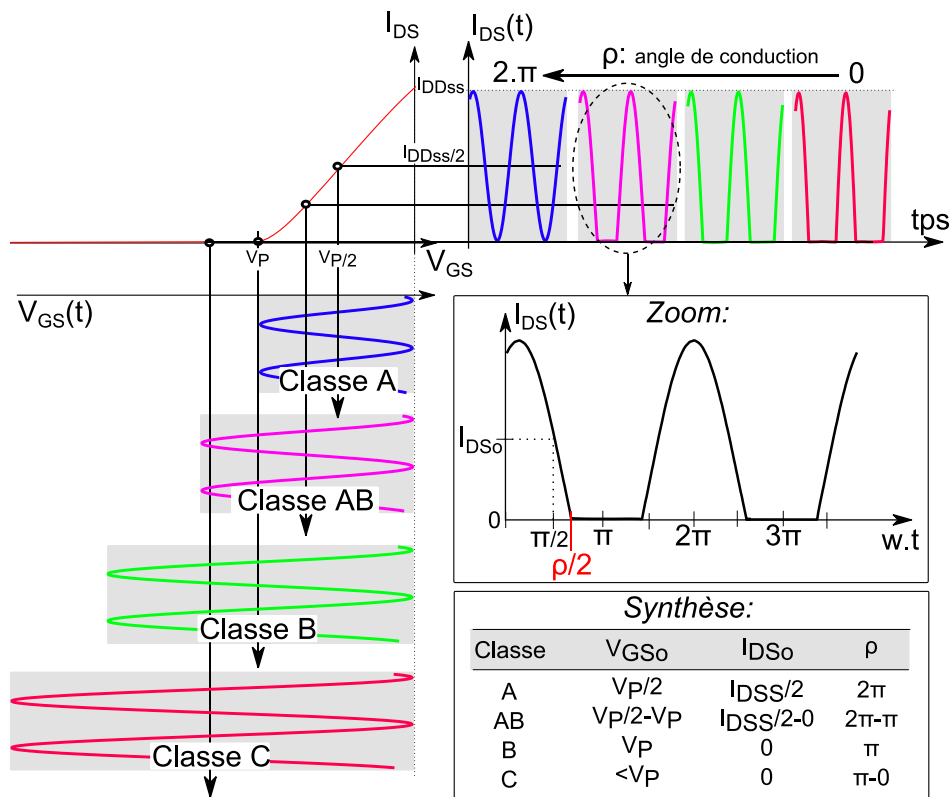 I_DS
I_DS(t)
ρ: angle de conduction
2.π
0
I_DDss
I_DDss/2
tps
V_P
V_P/2
V_GS
V_GS(t)
Classe A
Classe AB
Classe B
Classe C
Zoom:
I_DS(t)
I_DSo
0
π/2
π
2π
3π
w.t
ρ/2
Synthèse:
Classe V_GSo I_DSo ρ
A V_P/2 I_DSS/2 2π
AB V_P/2-V_P I_DSS/2-0 2π-π
B V_P 0 π
C <V_P 0 π-0